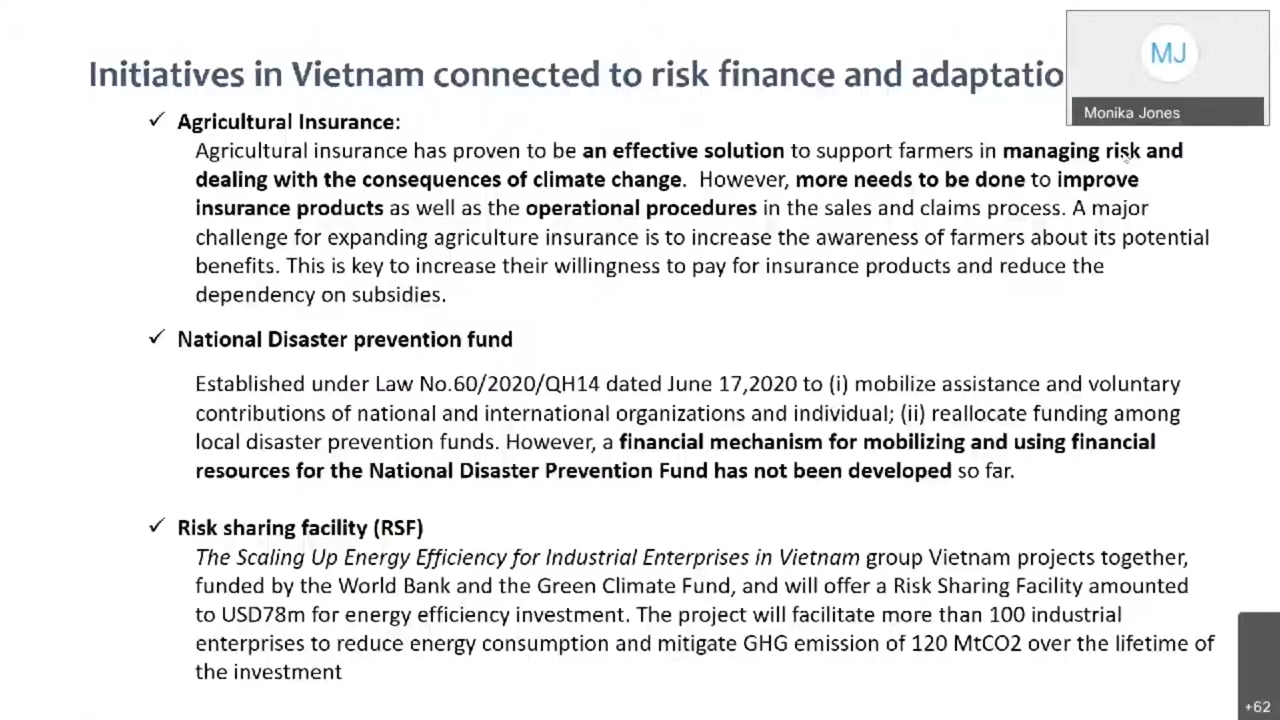 Initiatives in Vietnam connected to risk finance and adaptatio
MJ
Monika Jones
✓ Agricultural Insurance:
Agricultural insurance has proven to be an effective solution to support farmers in managing risk and
dealing with the consequences of climate change. However, more needs to be done to improve
insurance products as well as the operational procedures in the sales and claims process. A major
challenge for expanding agriculture insurance is to increase the awareness of farmers about its potential
benefits. This is key to increase their willingness to pay for insurance products and reduce the
dependency on subsidies.
✓ National Disaster prevention fund
Established under Law No.60/2020/QH14 dated June 17,2020 to (i) mobilize assistance and voluntary
contributions of national and international organizations and individual; (ii) reallocate funding among
local disaster prevention funds. However, a financial mechanism for mobilizing and using financial
resources for the National Disaster Prevention Fund has not been developed so far.
✓ Risk sharing facility (RSF)
The Scaling Up Energy Efficiency for Industrial Enterprises in Vietnam group Vietnam projects together,
funded by the World Bank and the Green Climate Fund, and will offer a Risk Sharing Facility amounted
to USD78m for energy efficiency investment. The project will facilitate more than 100 industrial
enterprises to reduce energy consumption and mitigate GHG emission of 120 MtCO2 over the lifetime of
the investment
+62